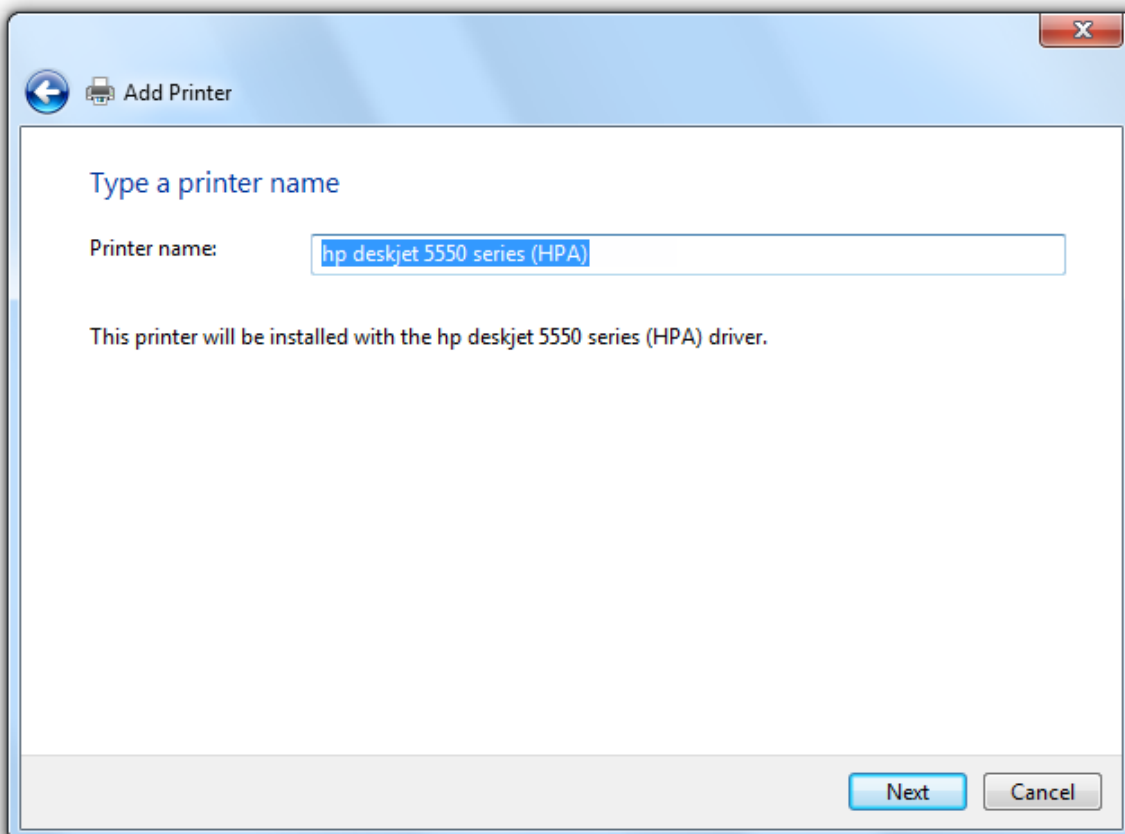 Add Printer
Type a printer name
Printer name: hp deskjet 5550 series (HPA)
This printer will be installed with the hp deskjet 5550 series (HPA) driver.
Next Cancel